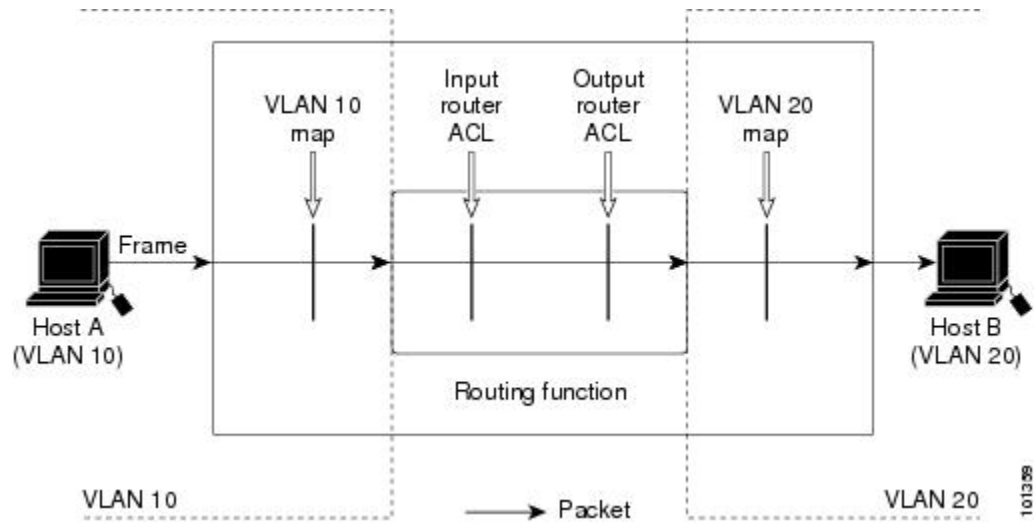 VLAN 10
map
Input
router
ACL
Output
router
ACL
VLAN 20
map
Frame
Host A
(VLAN 10)
Host B
(VLAN 20)
Routing function
VLAN 10
Packet
VLAN 20
101359